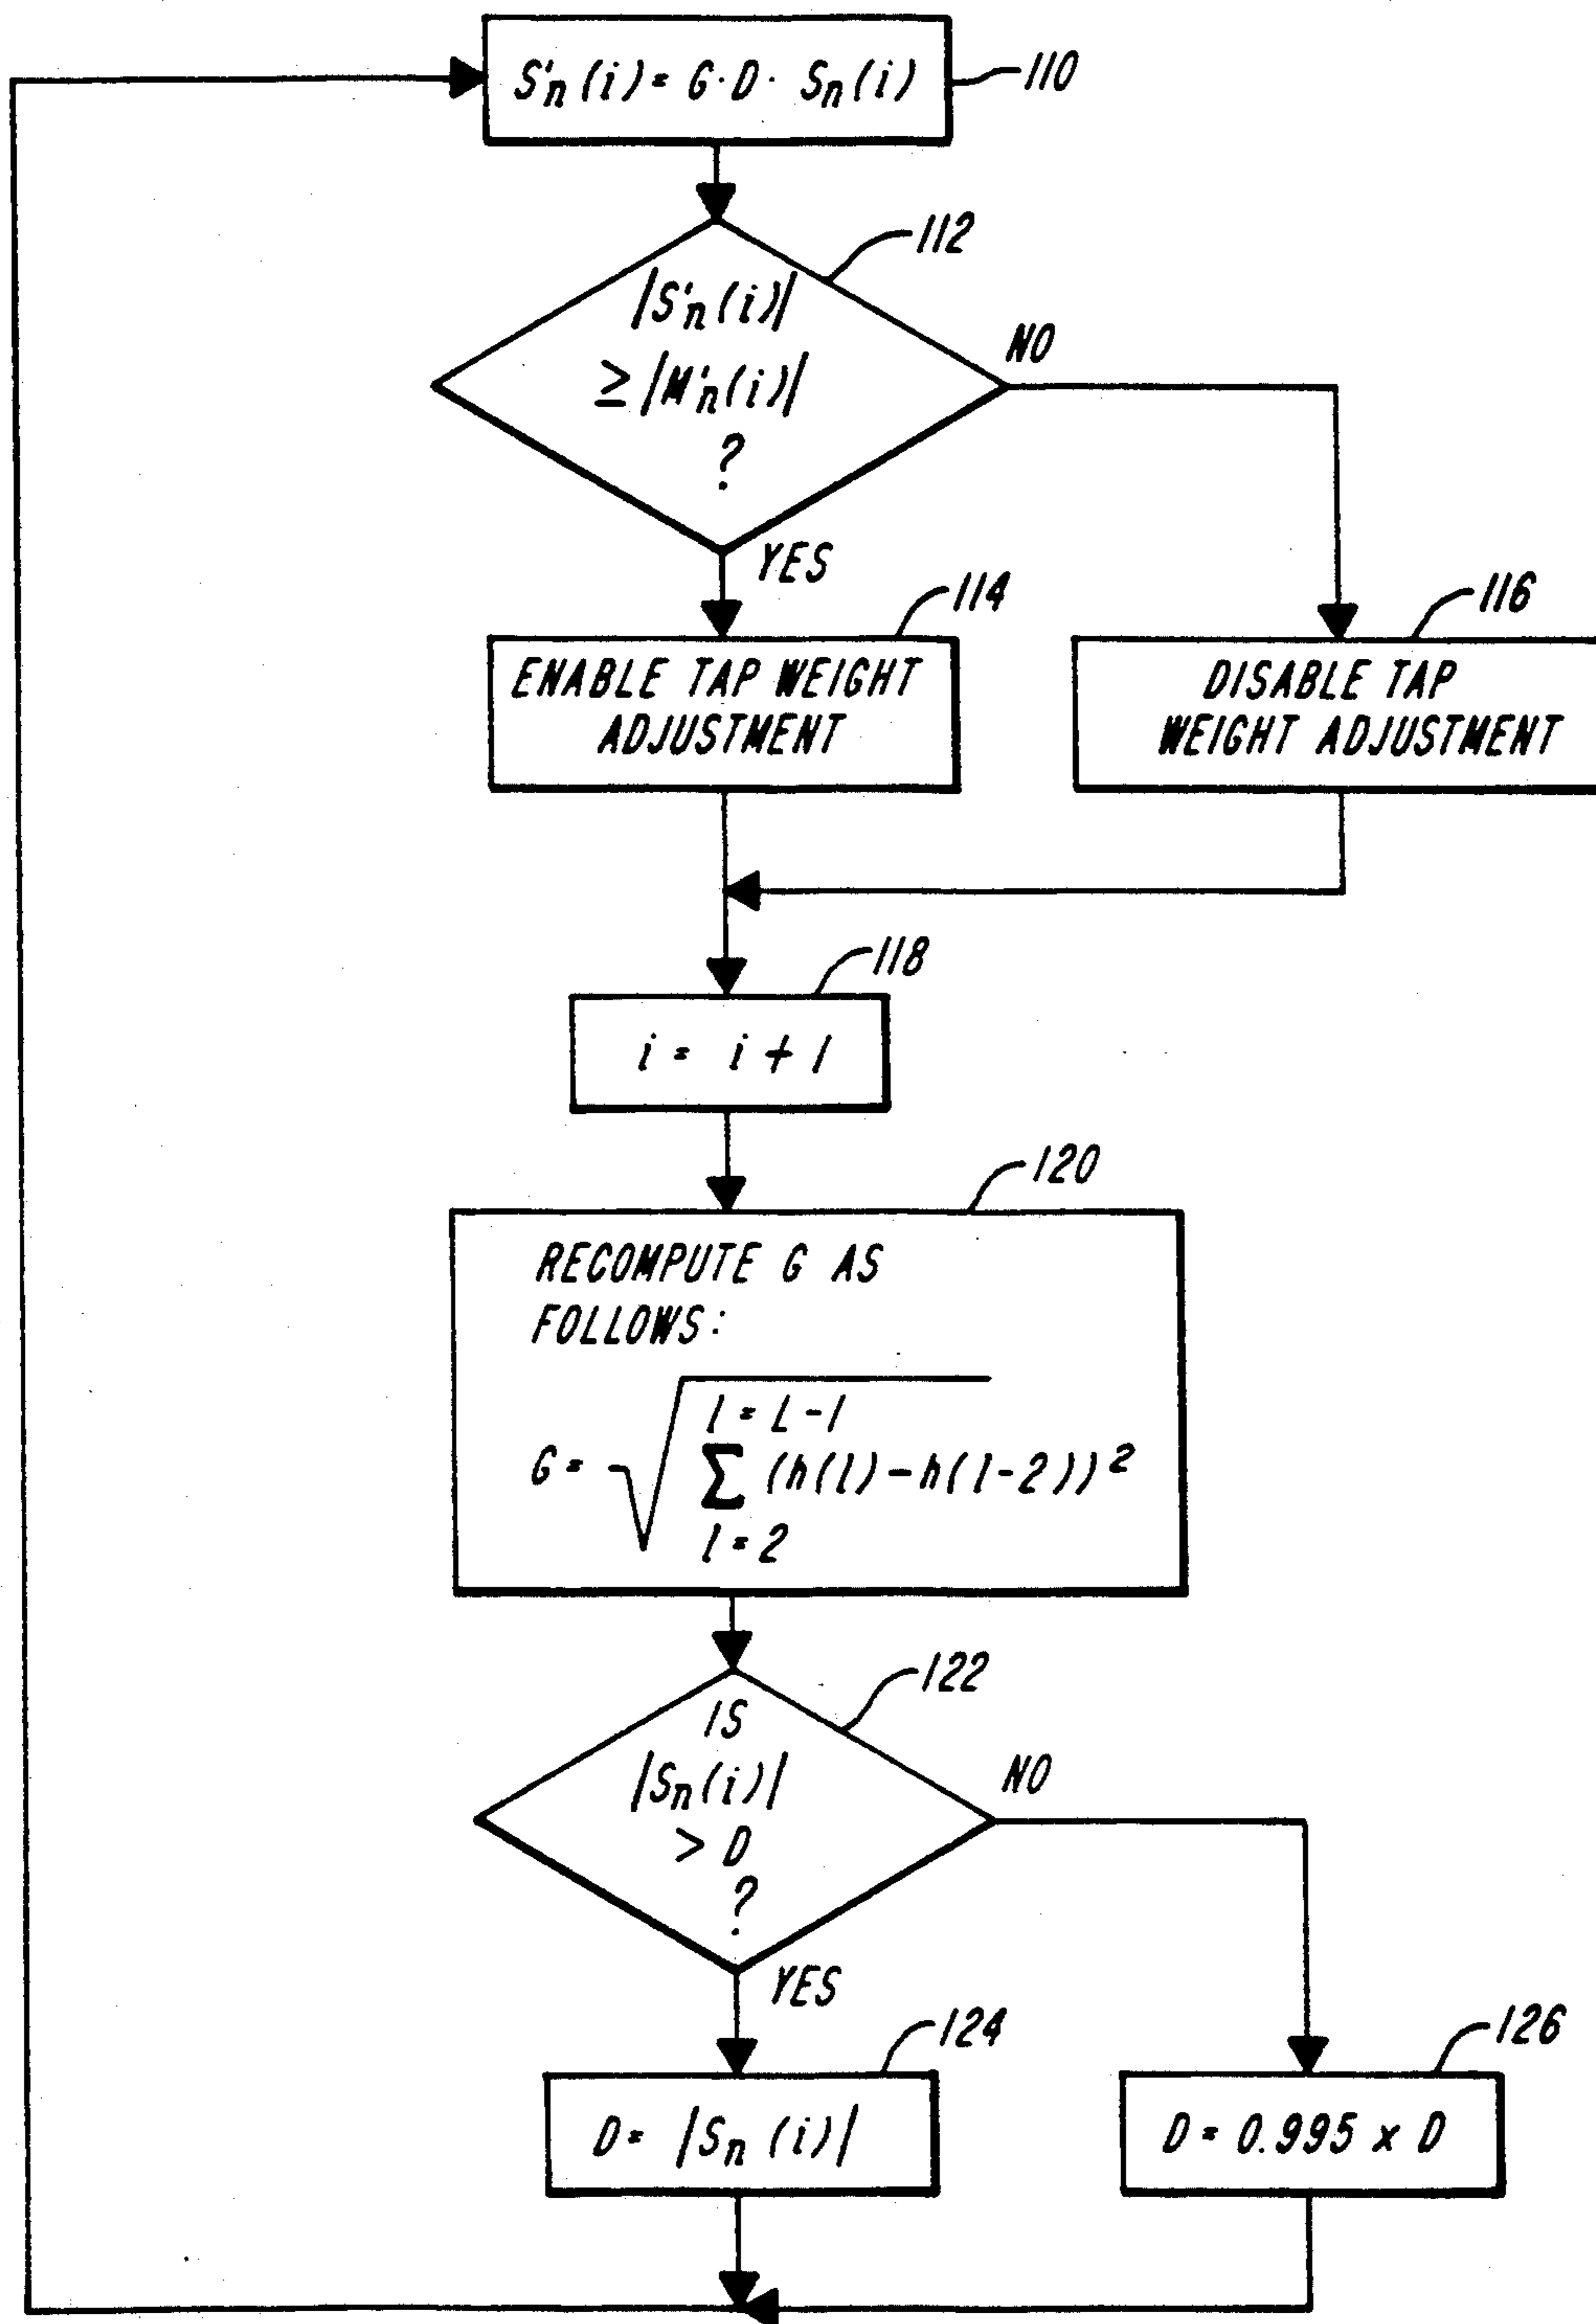 S'n(i)= G·D· Sn(i)
110
112
|S'n(i)|
≥ |M'n(i)|
?
NO
YES
114
116
ENABLE TAP WEIGHT
ADJUSTMENT
DISABLE TAP
WEIGHT ADJUSTMENT
118
i = i + 1
120
RECOMPUTE G AS
FOLLOWS:
l = L-1
G = √ Σ (h(l)-h(l-2))²
l = 2
122
IS
|Sn(i)|
> D
?
NO
YES
124
126
D= |Sn (i)|
D= 0.995 x D